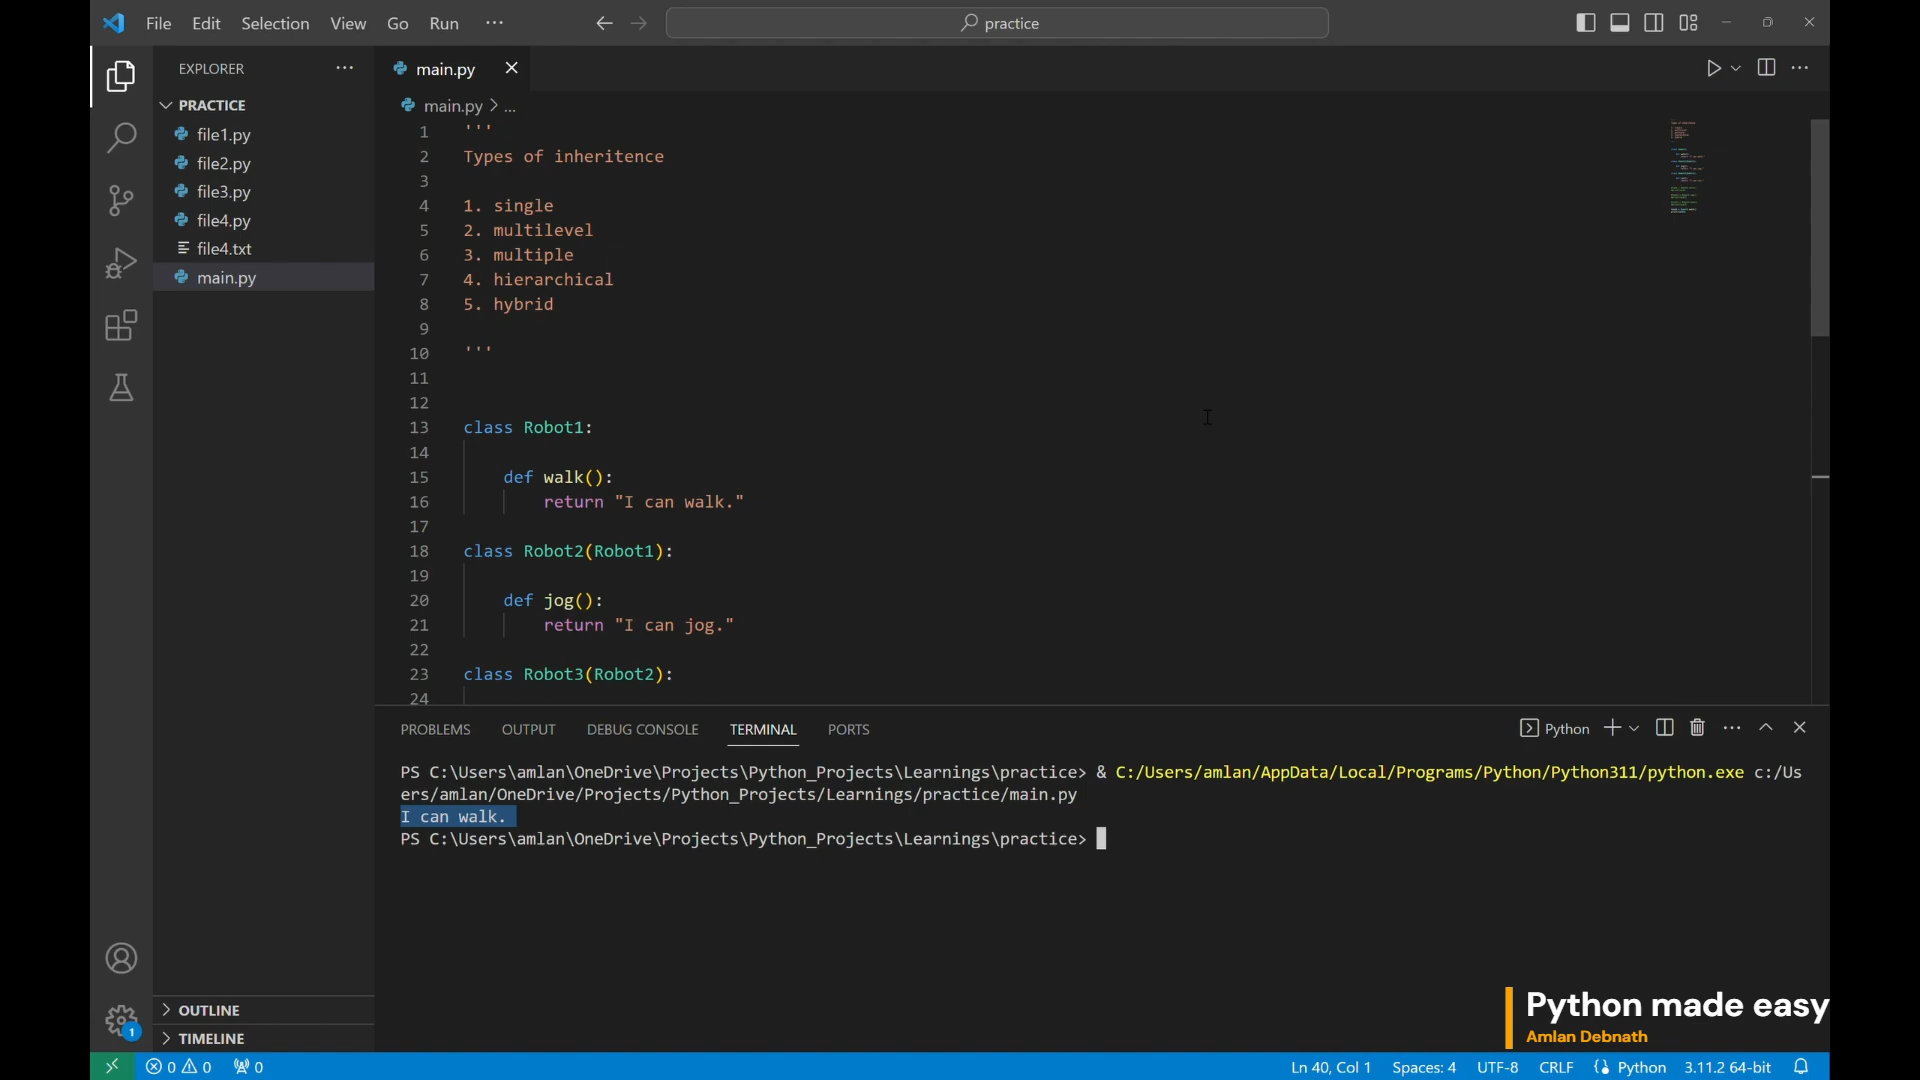 File Edit Selection View Go Run ...
practice
EXPLORER ...
PRACTICE
file1.py
file2.py
file3.py
file4.py
file4.txt
main.py
OUTLINE
TIMELINE
main.py
main.py > ...
1 '''
2 Types of inheritence
3
4 1. single
5 2. multilevel
6 3. multiple
7 4. hierarchical
8 5. hybrid
9
10 '''
11
12
13 class Robot1:
14
15 def walk():
16 return "I can walk."
17
18 class Robot2(Robot1):
19
20 def jog():
21 return "I can jog."
22
23 class Robot3(Robot2):
24
PROBLEMS OUTPUT DEBUG CONSOLE TERMINAL PORTS
Python
PS C:\Users\amlan\OneDrive\Projects\Python_Projects\Learnings\practice> & C:/Users/amlan/AppData/Local/Programs/Python/Python311/python.exe c:/Us
ers/amlan/OneDrive/Projects/Python_Projects/Learnings/practice/main.py
I can walk.
PS C:\Users\amlan\OneDrive\Projects\Python_Projects\Learnings\practice>
Python made easy
Amlan Debnath
1
0 0 0
Ln 40, Col 1 Spaces: 4 UTF-8 CRLF Python 3.11.2 64-bit